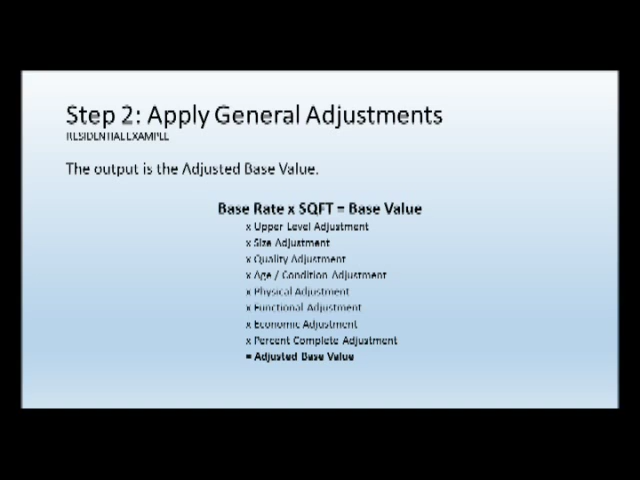 Step 2: Apply General Adjustments
RESIDENTIAL EXAMPLE
The output is the Adjusted Base Value.
Base Rate x SQFT = Base Value
x Upper Level Adjustment
x Size Adjustment
x Quality Adjustment
x Age / Condition Adjustment
x Physical Adjustment
x Functional Adjustment
x Economic Adjustment
x Percent Complete Adjustment
= Adjusted Base Value